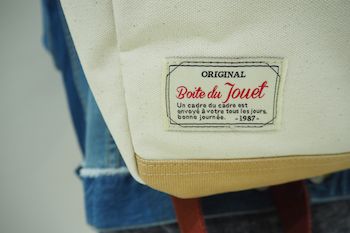 ORIGINAL
Boite du Jouet
Un cadre du cadre est
envoyé à votre tous les jours.
bonne journée. -1987-